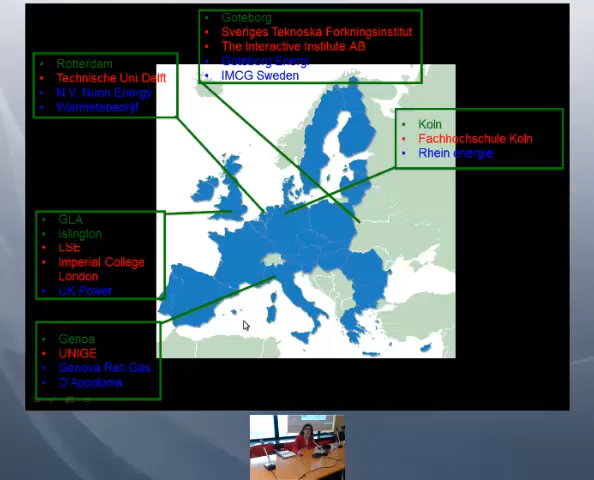 Goteborg
Sveriges Teknoska Forkningsinstitut
The Interactive Institute AB
Goteborg Energi
IMCG Sweden
Rotterdam
Technische Uni Delft
N.V. Nuon Energy
Warmtebedrijf
Koln
Fachhochschule Koln
Rhein energie
GLA
Islington
LSE
Imperial College
London
UK Power
Genoa
UNIGE
Genova Reti Gas
D'Appolonia